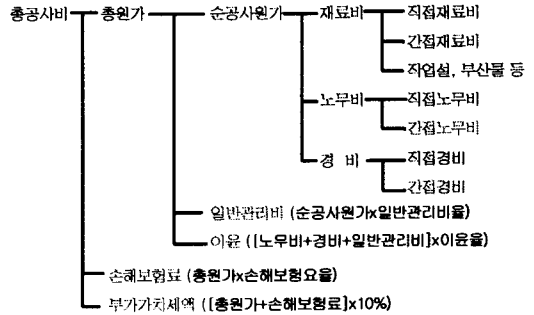 총공사비 총원가 순공사원가 재료비 직접재료비
간접재료비
작업설, 부산물 등
노무비 직접노무비
간접노무비
경 비 직접경비
간접경비
일반관리비 (순공사원가x일반관리비율)
이윤 ([노무비+경비+일반관리비]x이윤율)
손해보험료 (총원가x손해보험요율)
부가가치세액 ([총원가+손해보험료]x10%)